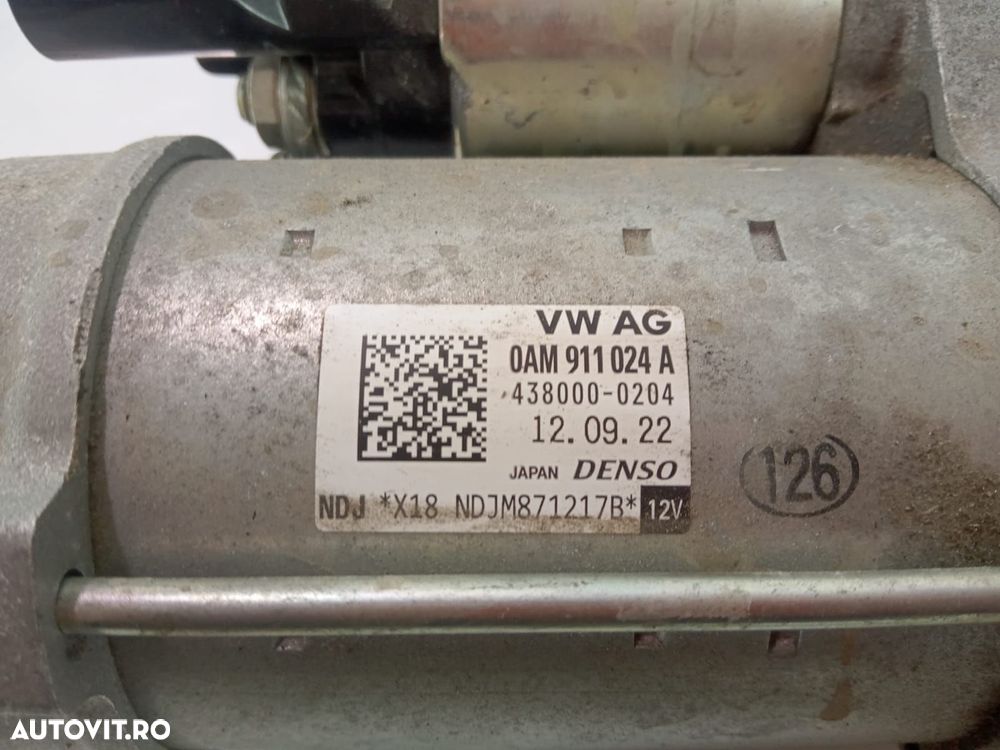 VW AG
0AM 911 024 A
438000-0204
12.09.22
JAPAN DENSO
NDJ *X18 NDJM871217B* 12V
126
AUTOVIT.RO